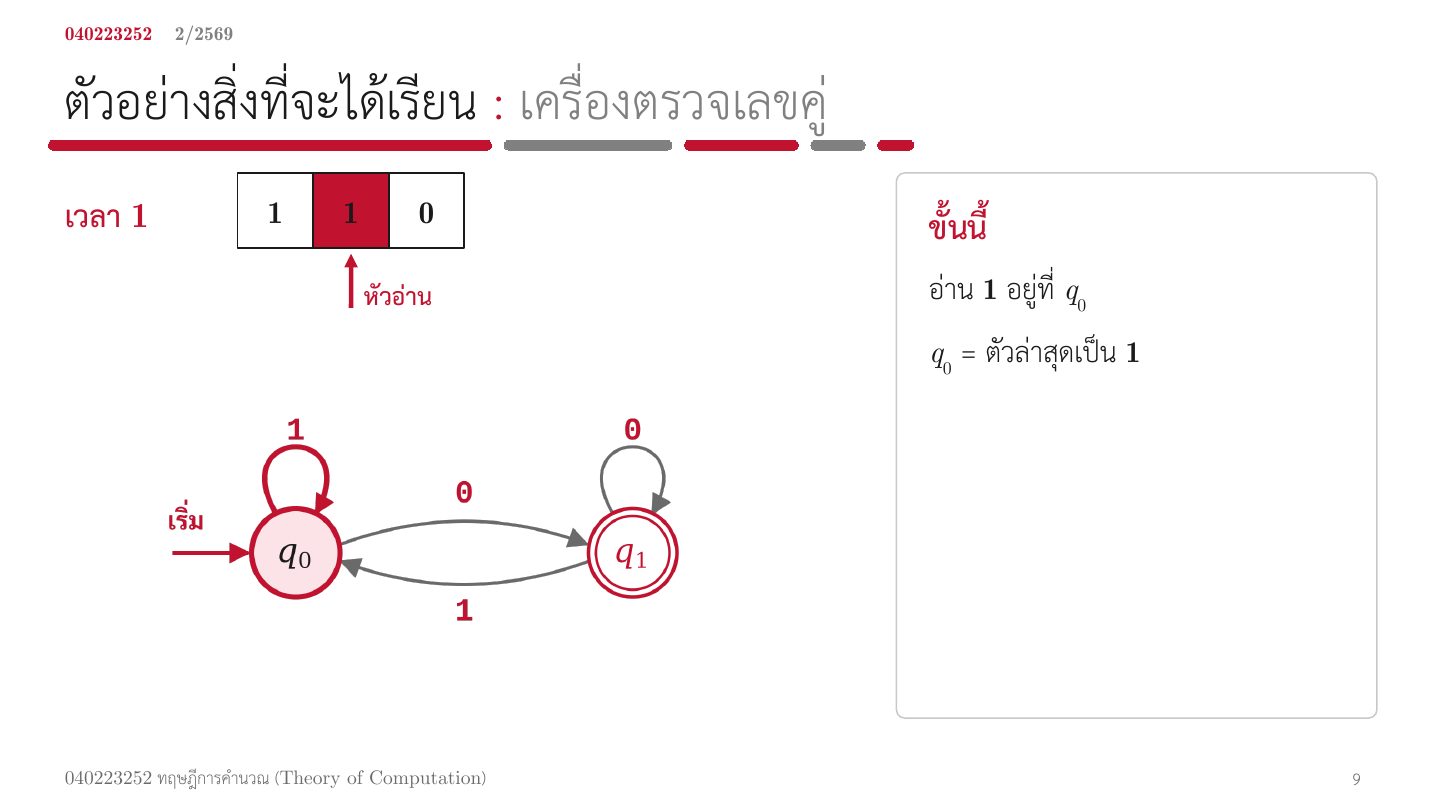 040223252 2/2569
ตัวอย่างสิ่งที่จะได้เรียน : เครื่องตรวจเลขคู่
เวลา 1
1 1 0
หัวอ่าน
ขั้นนี้
อ่าน 1 อยู่ที่ q0
q0 = ตัวล่าสุดเป็น 1
1
0
0
เริ่ม
q0
q1
1
040223252 ทฤษฎีการคำนวณ (Theory of Computation)
9